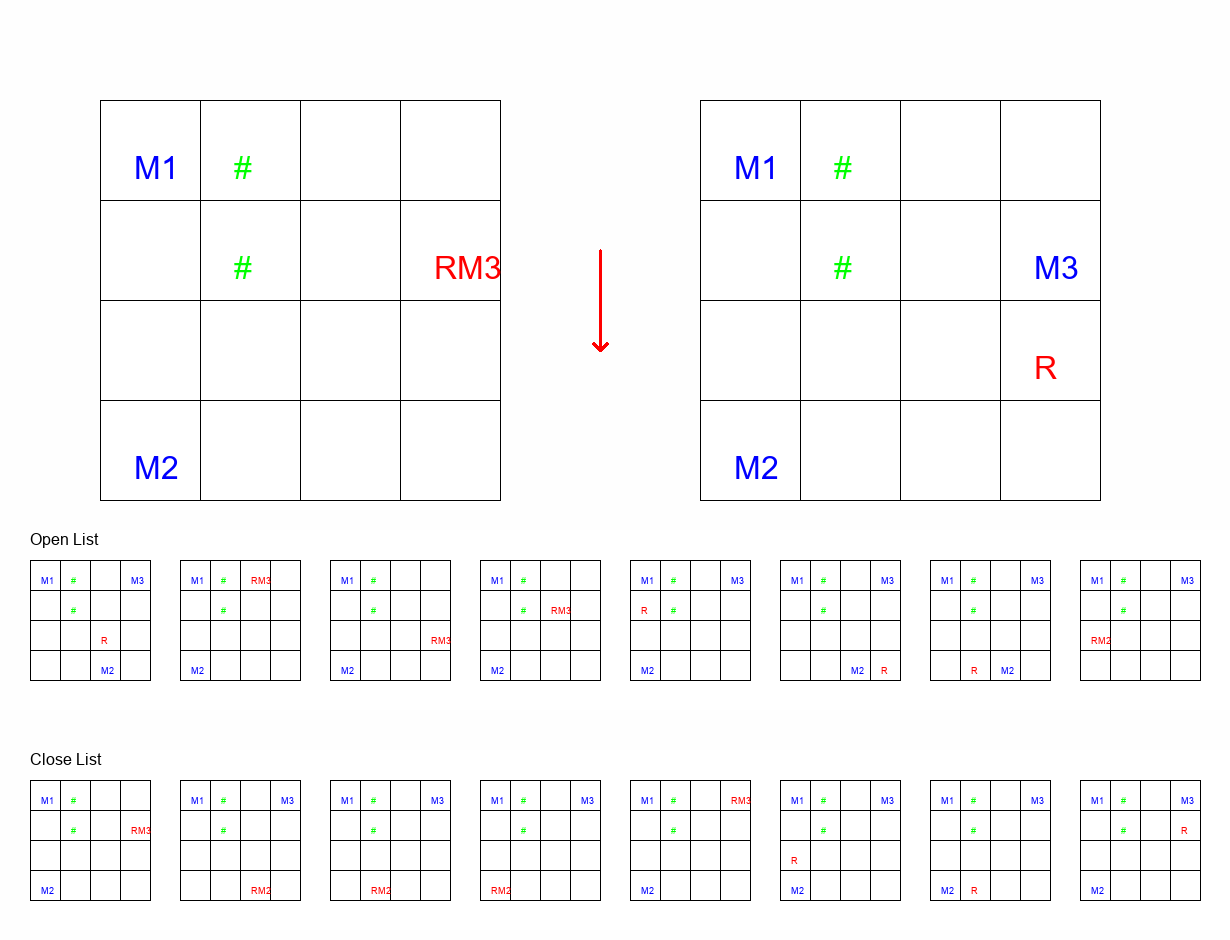 M1 # M1 #
# RM3 # M3
R
M2 M2
Open List
M1 # M3 M1 # RM3 M1 # M1 # M1 # M3 M1 # M3 M1 # M3 M1 # M3
# # # # RM3 R # # # #
R RM3 RM2
M2 M2 M2 M2 M2 M2 R R M2
Close List
M1 # M1 # M3 M1 # M3 M1 # M3 M1 # RM3 M1 # M3 M1 # M3 M1 # M3
# RM3 # # # # # # # R
R
M2 RM2 RM2 RM2 M2 M2 M2 R M2